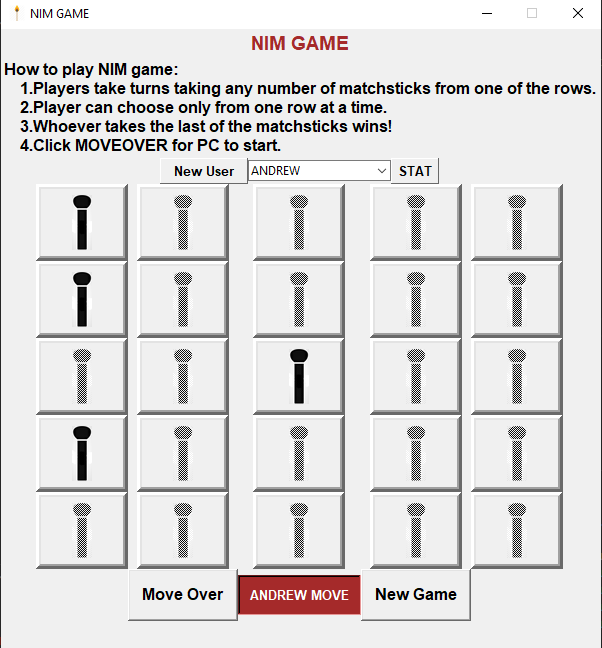 NIM GAME
NIM GAME
How to play NIM game:
1.Players take turns taking any number of matchsticks from one of the rows.
2.Player can choose only from one row at a time.
3.Whoever takes the last of the matchsticks wins!
4.Click MOVEOVER for PC to start.
New User ANDREW STAT
Move Over ANDREW MOVE New Game